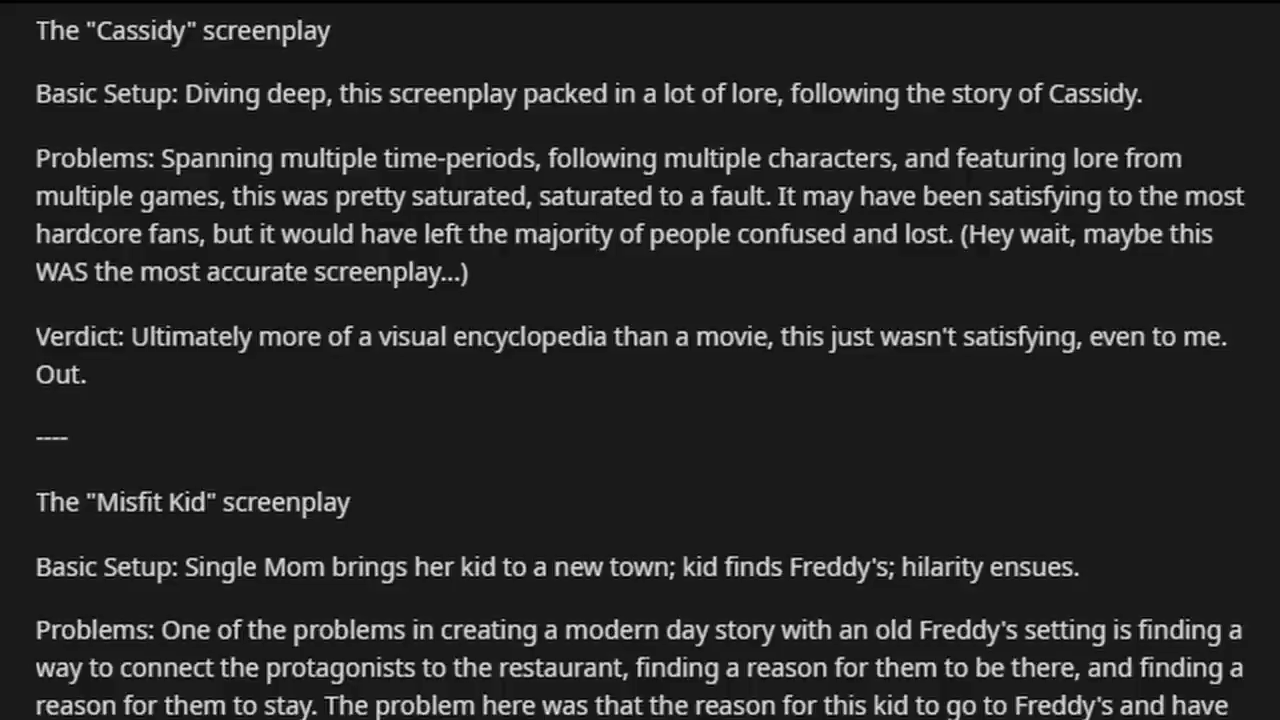 The "Cassidy" screenplay
Basic Setup: Diving deep, this screenplay packed in a lot of lore, following the story of Cassidy.
Problems: Spanning multiple time-periods, following multiple characters, and featuring lore from
multiple games, this was pretty saturated, saturated to a fault. It may have been satisfying to the most
hardcore fans, but it would have left the majority of people confused and lost. (Hey wait, maybe this
WAS the most accurate screenplay...)
Verdict: Ultimately more of a visual encyclopedia than a movie, this just wasn't satisfying, even to me.
Out.
----
The "Misfit Kid" screenplay
Basic Setup: Single Mom brings her kid to a new town; kid finds Freddy's; hilarity ensues.
Problems: One of the problems in creating a modern day story with an old Freddy's setting is finding a
way to connect the protagonists to the restaurant, finding a reason for them to be there, and finding a
reason for them to stay. The problem here was that the reason for this kid to go to Freddy's and have